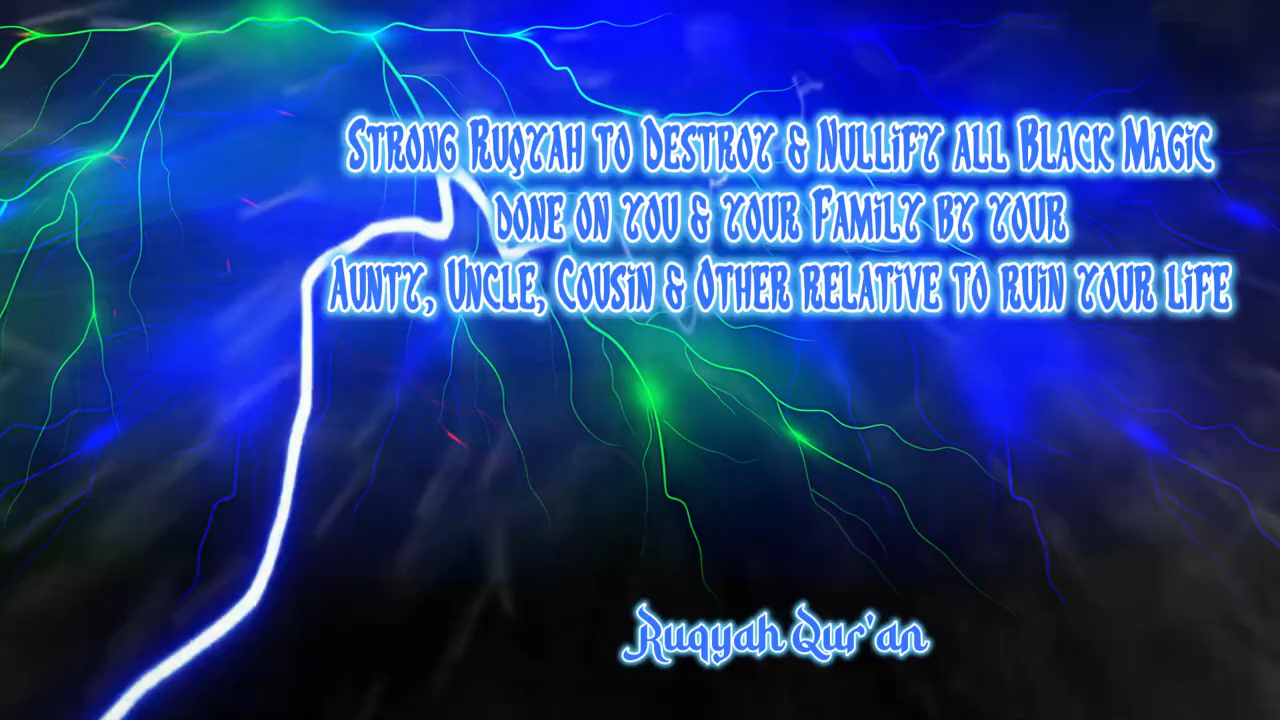 Strong Ruqyah to Destroy & Nullify all Black Magic
done on you & your Family by your
Aunty, Uncle, Cousin & Other relative to ruin your life
Ruqyah Qur'an